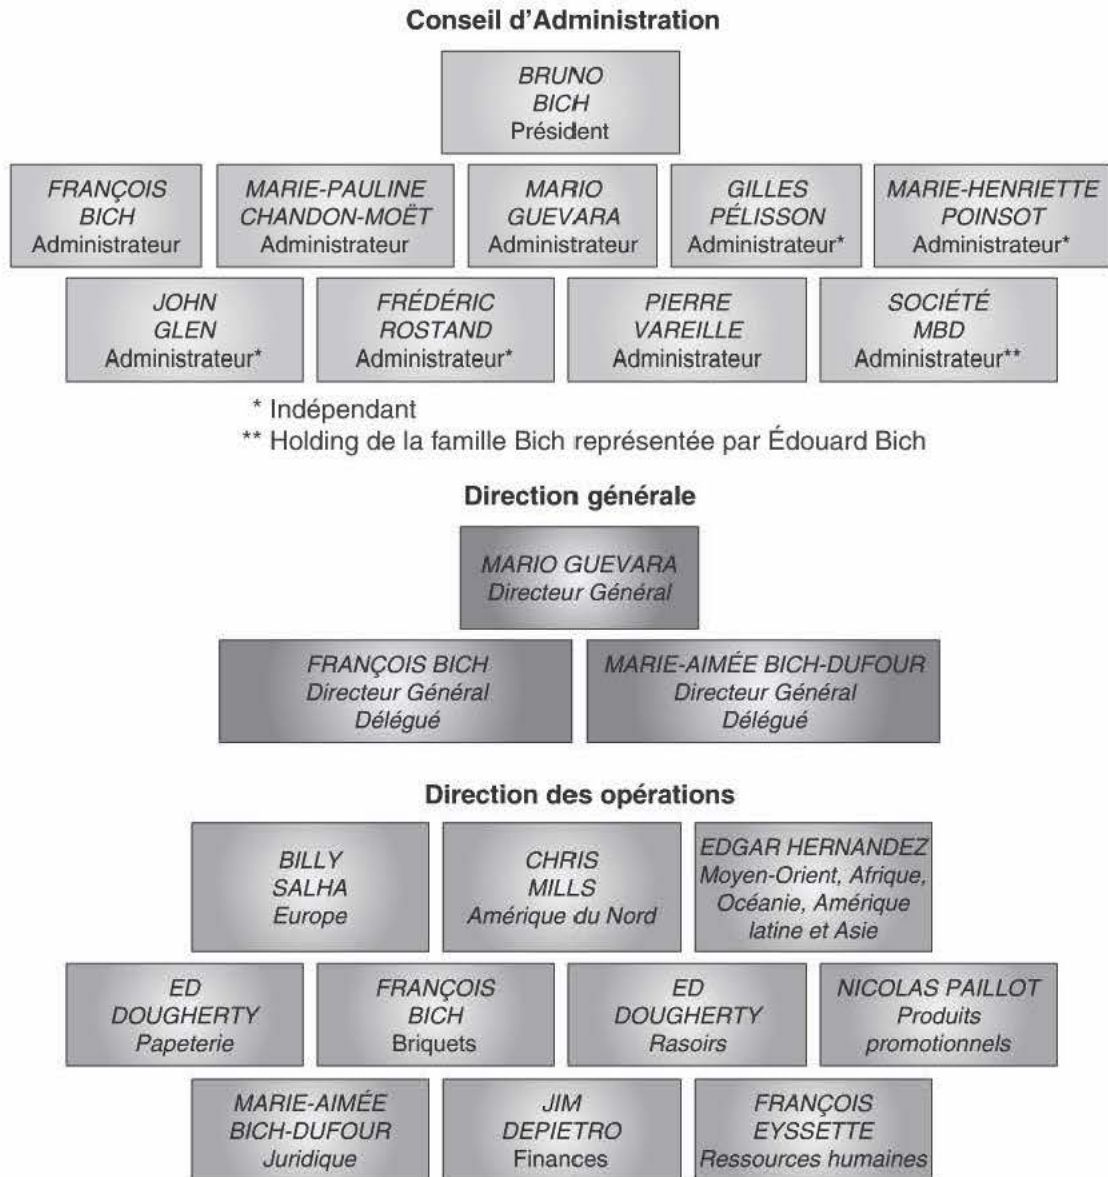 Conseil d'Administration
BRUNO
BICH
Président
FRANÇOIS
BICH
Administrateur
MARIE-PAULINE
CHANDON-MOËT
Administrateur
MARIO
GUEVARA
Administrateur
GILLES
PÉLISSON
Administrateur*
MARIE-HENRIETTE
POINSOT
Administrateur*
JOHN
GLEN
Administrateur*
FRÉDÉRIC
ROSTAND
Administrateur*
PIERRE
VAREILLE
Administrateur
SOCIÉTÉ
MBD
Administrateur**
* Indépendant
** Holding de la famille Bich représentée par Édouard Bich
Direction générale
MARIO GUEVARA
Directeur Général
FRANÇOIS BICH
Directeur Général
Délégué
MARIE-AIMÉE BICH-DUFOUR
Directeur Général
Délégué
Direction des opérations
BILLY
SALHA
Europe
CHRIS
MILLS
Amérique du Nord
EDGAR HERNANDEZ
Moyen-Orient, Afrique,
Océanie, Amérique
latine et Asie
ED
DOUGHERTY
Papeterie
FRANÇOIS
BICH
Briquets
ED
DOUGHERTY
Rasoirs
NICOLAS PAILLOT
Produits
promotionnels
MARIE-AIMÉE
BICH-DUFOUR
Juridique
JIM
DEPIETRO
Finances
FRANÇOIS
EYSSETTE
Ressources humaines